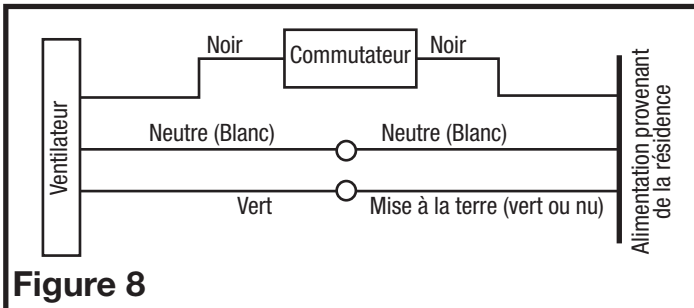 Noir
Commutateur
Noir
Ventilateur
Neutre (Blanc)
Neutre (Blanc)
Vert
Mise à la terre (vert ou nu)
Alimentation provenant
de la résidence
Figure 8